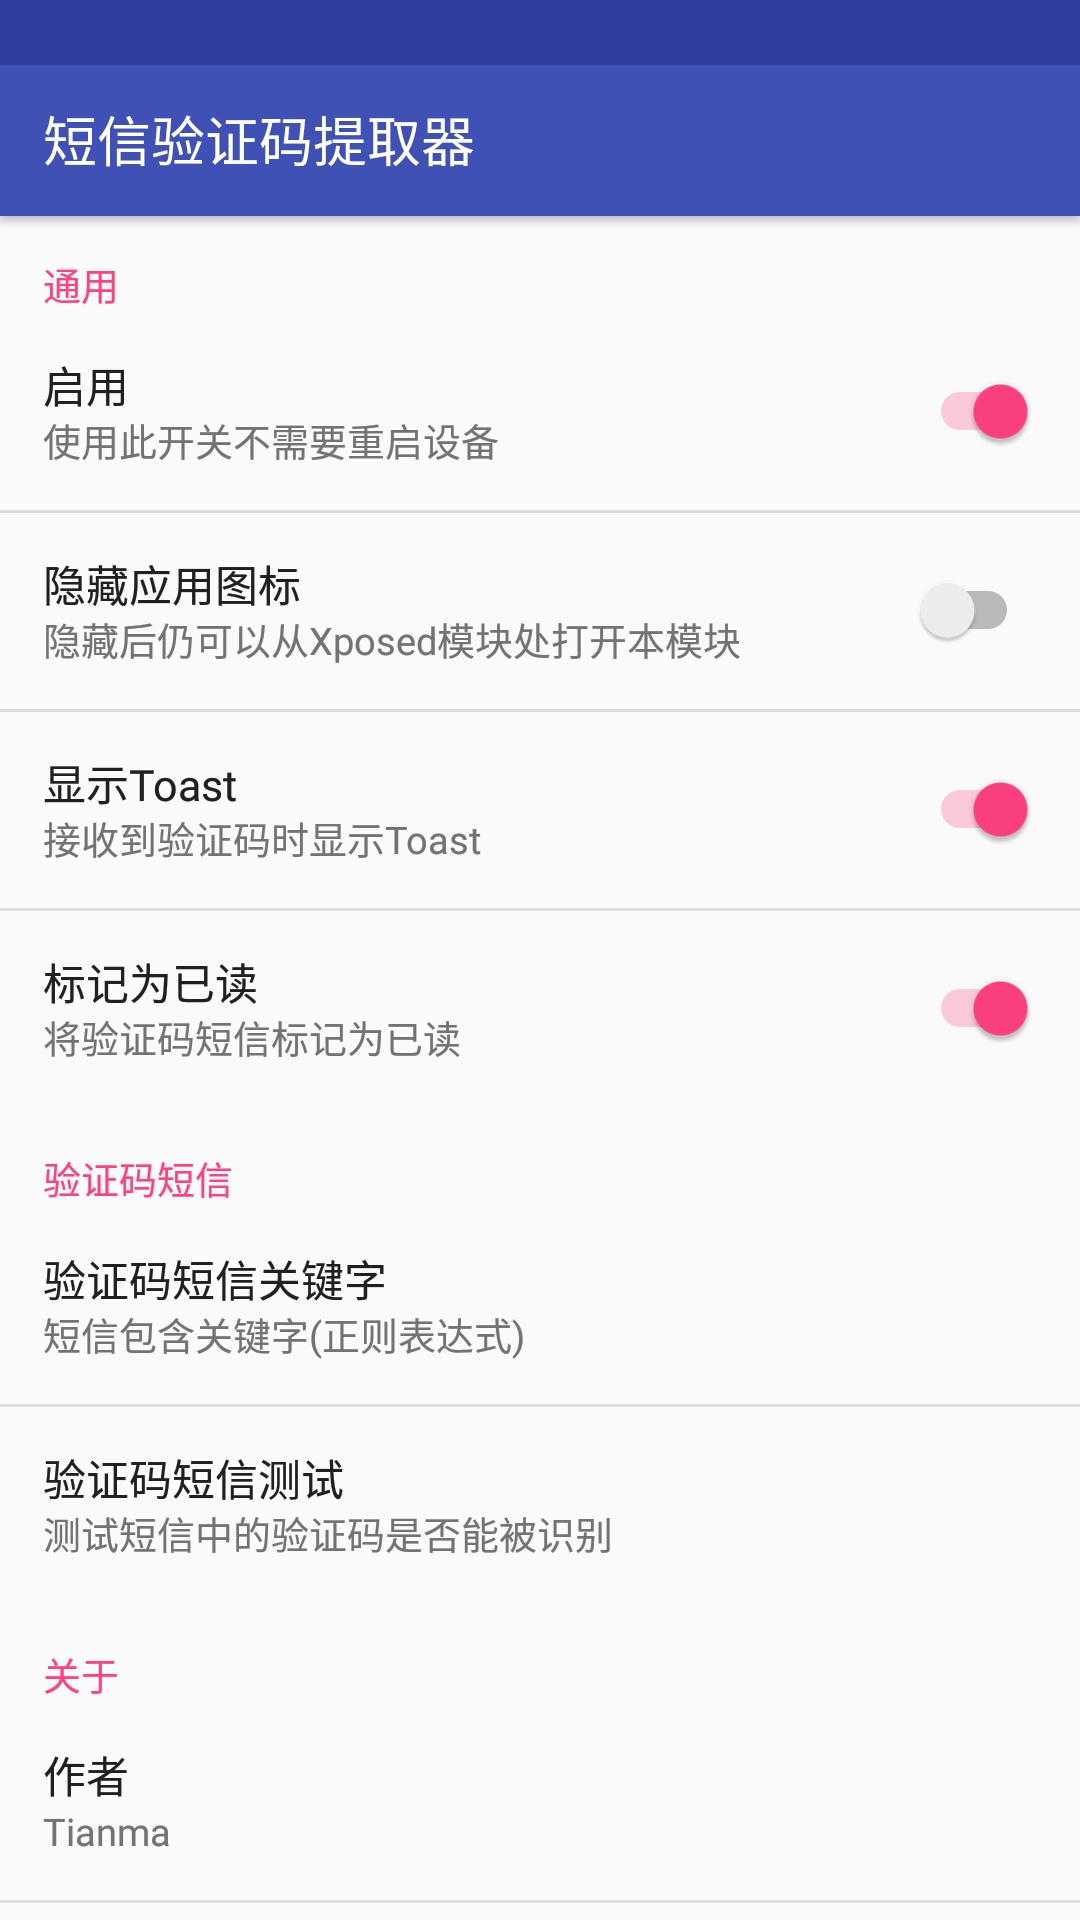 短信验证码提取器
通用
启用
使用此开关不需要重启设备
隐藏应用图标
隐藏后仍可以从Xposed模块处打开本模块
显示Toast
接收到验证码时显示Toast
标记为已读
将验证码短信标记为已读
验证码短信
验证码短信关键字
短信包含关键字(正则表达式)
验证码短信测试
测试短信中的验证码是否能被识别
关于
作者
Tianma